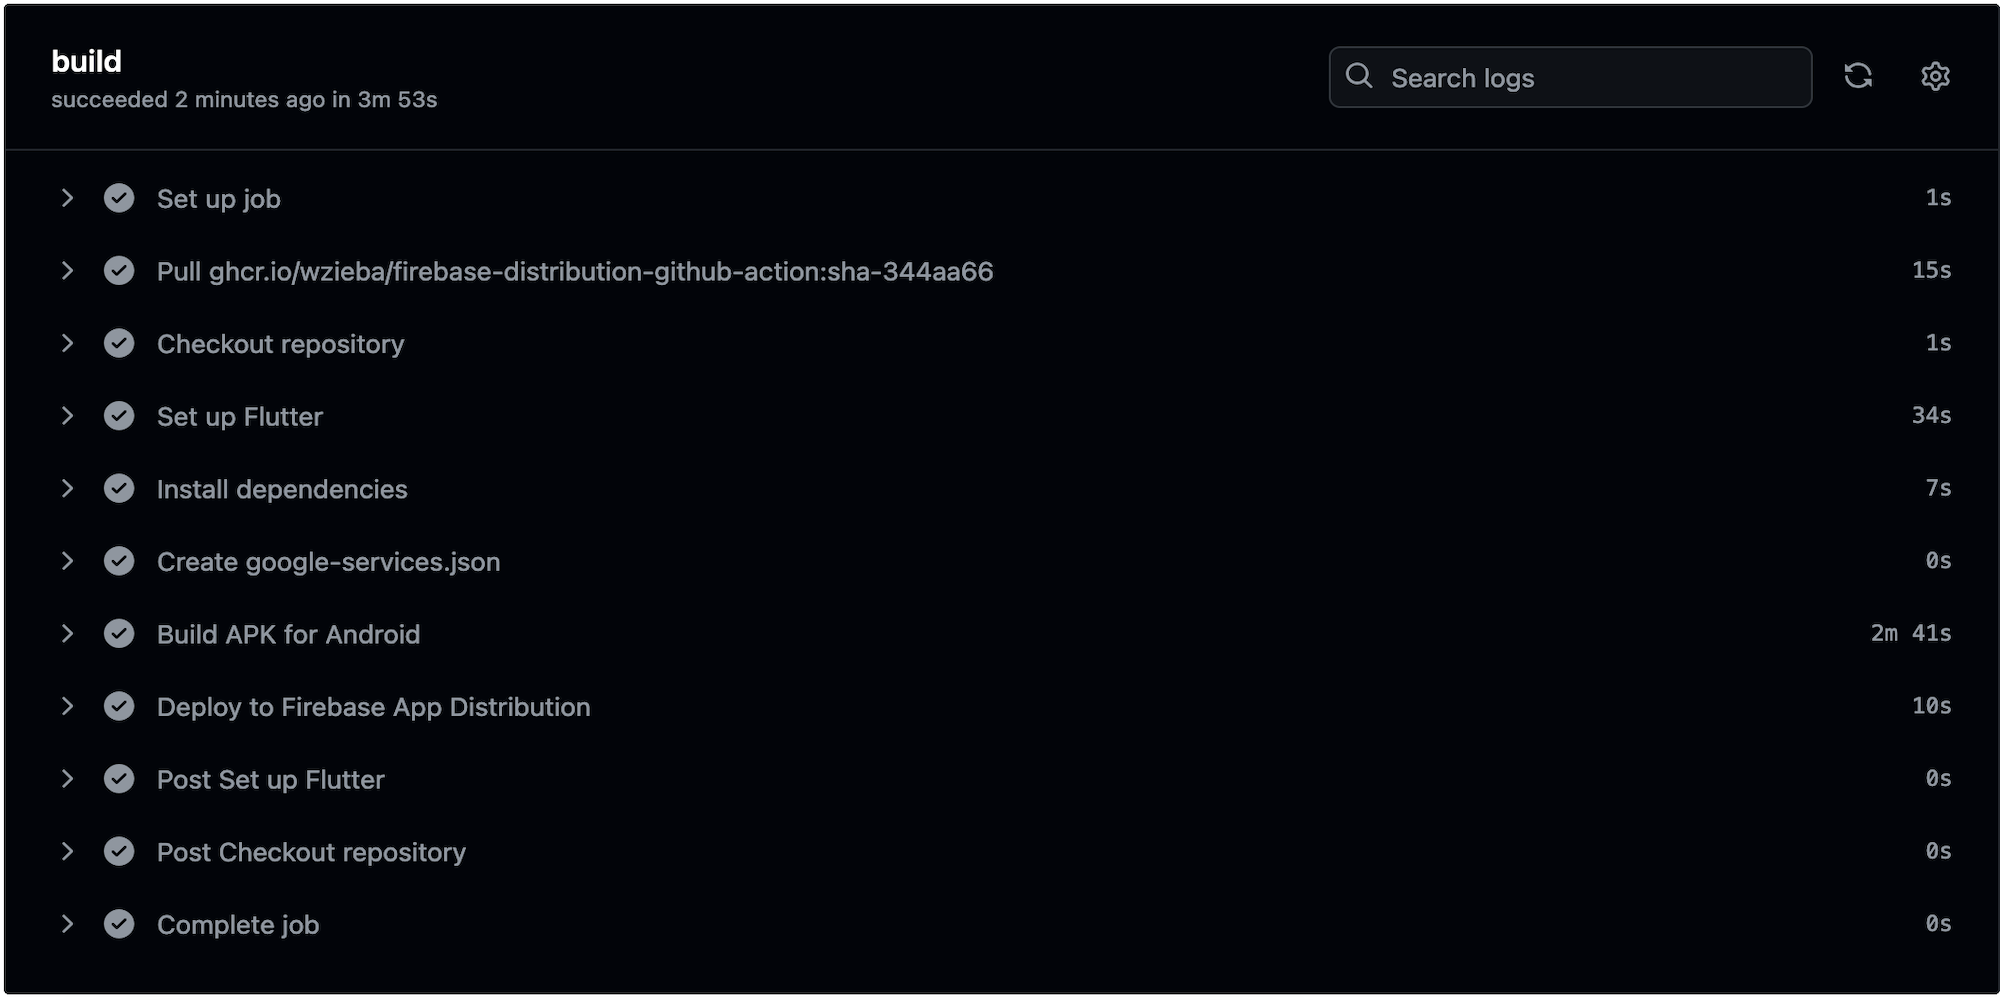 build
succeeded 2 minutes ago in 3m 53s
Search logs
Set up job 1s
Pull ghcr.io/wzieba/firebase-distribution-github-action:sha-344aa66 15s
Checkout repository 1s
Set up Flutter 34s
Install dependencies 7s
Create google-services.json 0s
Build APK for Android 2m 41s
Deploy to Firebase App Distribution 10s
Post Set up Flutter 0s
Post Checkout repository 0s
Complete job 0s